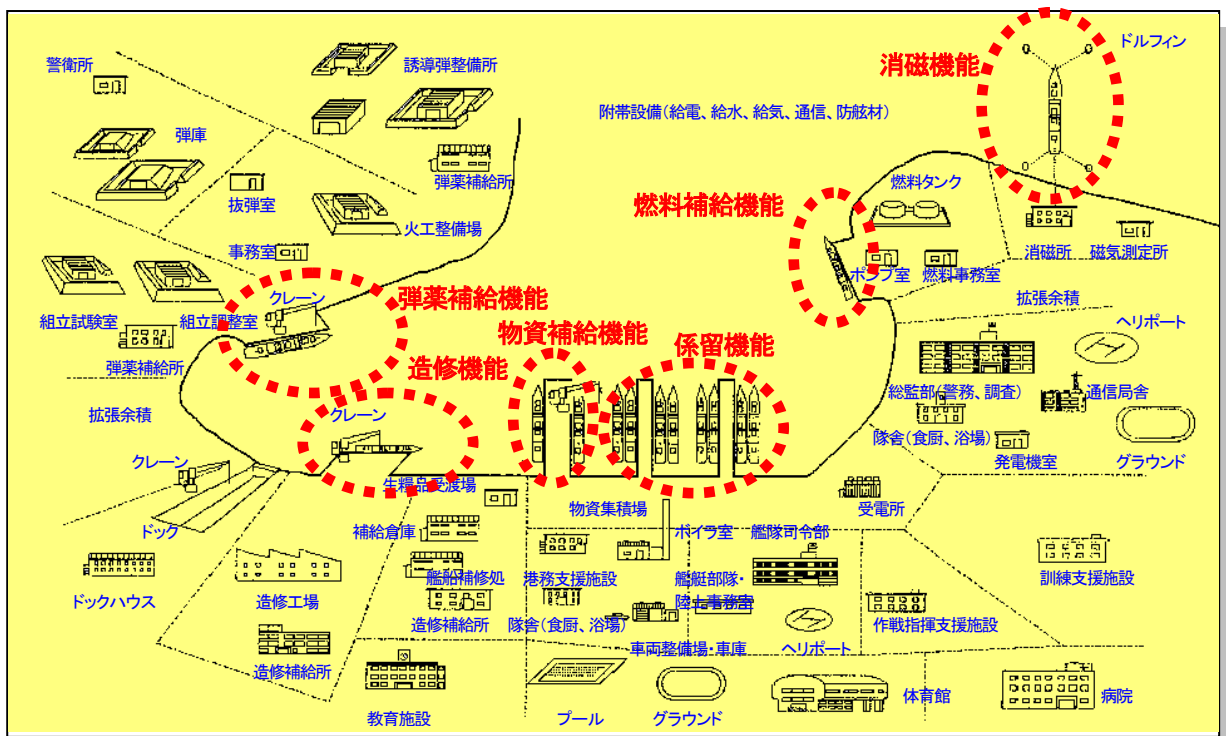 ドルフィン
消磁機能
警衛所
誘導弾整備所
附帯設備(給電、給水、給気、通信、防舷材)
弾庫
弾薬補給所
燃料タンク
抜弾室
燃料補給機能
火工整備場
消磁所
磁気測定所
事務室
ポンプ室
燃料事務室
クレーン
弾薬補給機能
拡張余積
組立試験室
組立調整室
物資補給機能
係留機能
ヘリポート
弾薬補給所
造修機能
総監部(警務、調査)
通信局舎
拡張余積
クレーン
隊舎(食厨、浴場)
発電機室
グラウンド
クレーン
生糧品受渡場
物資集積場
受電所
ドック
補給倉庫
ボイラ室
艦隊司令部
艦船補修処
港務支援施設
艦艇部隊・
陸上事務室
訓練支援施設
ドックハウス
造修工場
造修補給所
隊舎(食厨、浴場)
作戦指揮支援施設
車両整備場・車庫
ヘリポート
造修補給所
教育施設
プール
グラウンド
体育館
病院